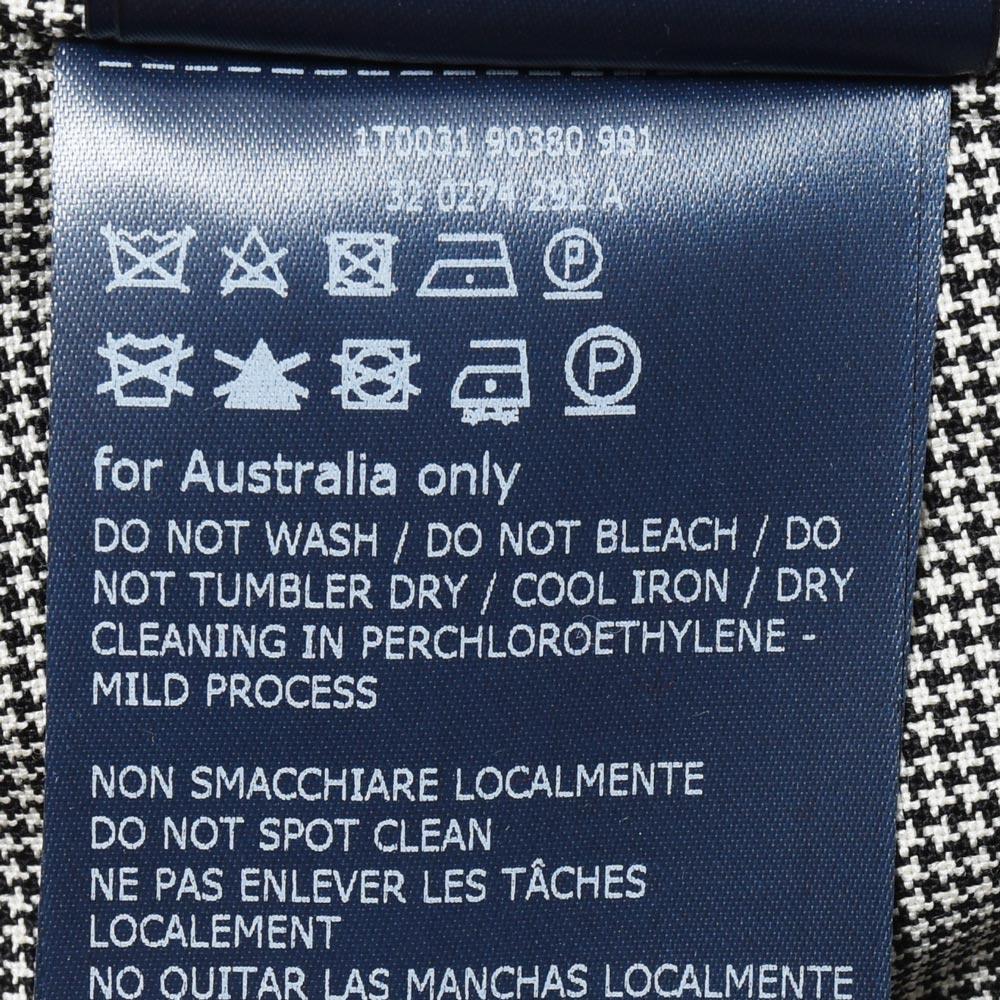 1T0031 90380 991
32 0274 292 A
P
P
for Australia only
DO NOT WASH / DO NOT BLEACH / DO
NOT TUMBLER DRY / COOL IRON / DRY
CLEANING IN PERCHLOROETHYLENE -
MILD PROCESS
NON SMACCHIARE LOCALMENTE
DO NOT SPOT CLEAN
NE PAS ENLEVER LES TÂCHES
LOCALEMENT
NO QUITAR LAS MANCHAS LOCALMENTE